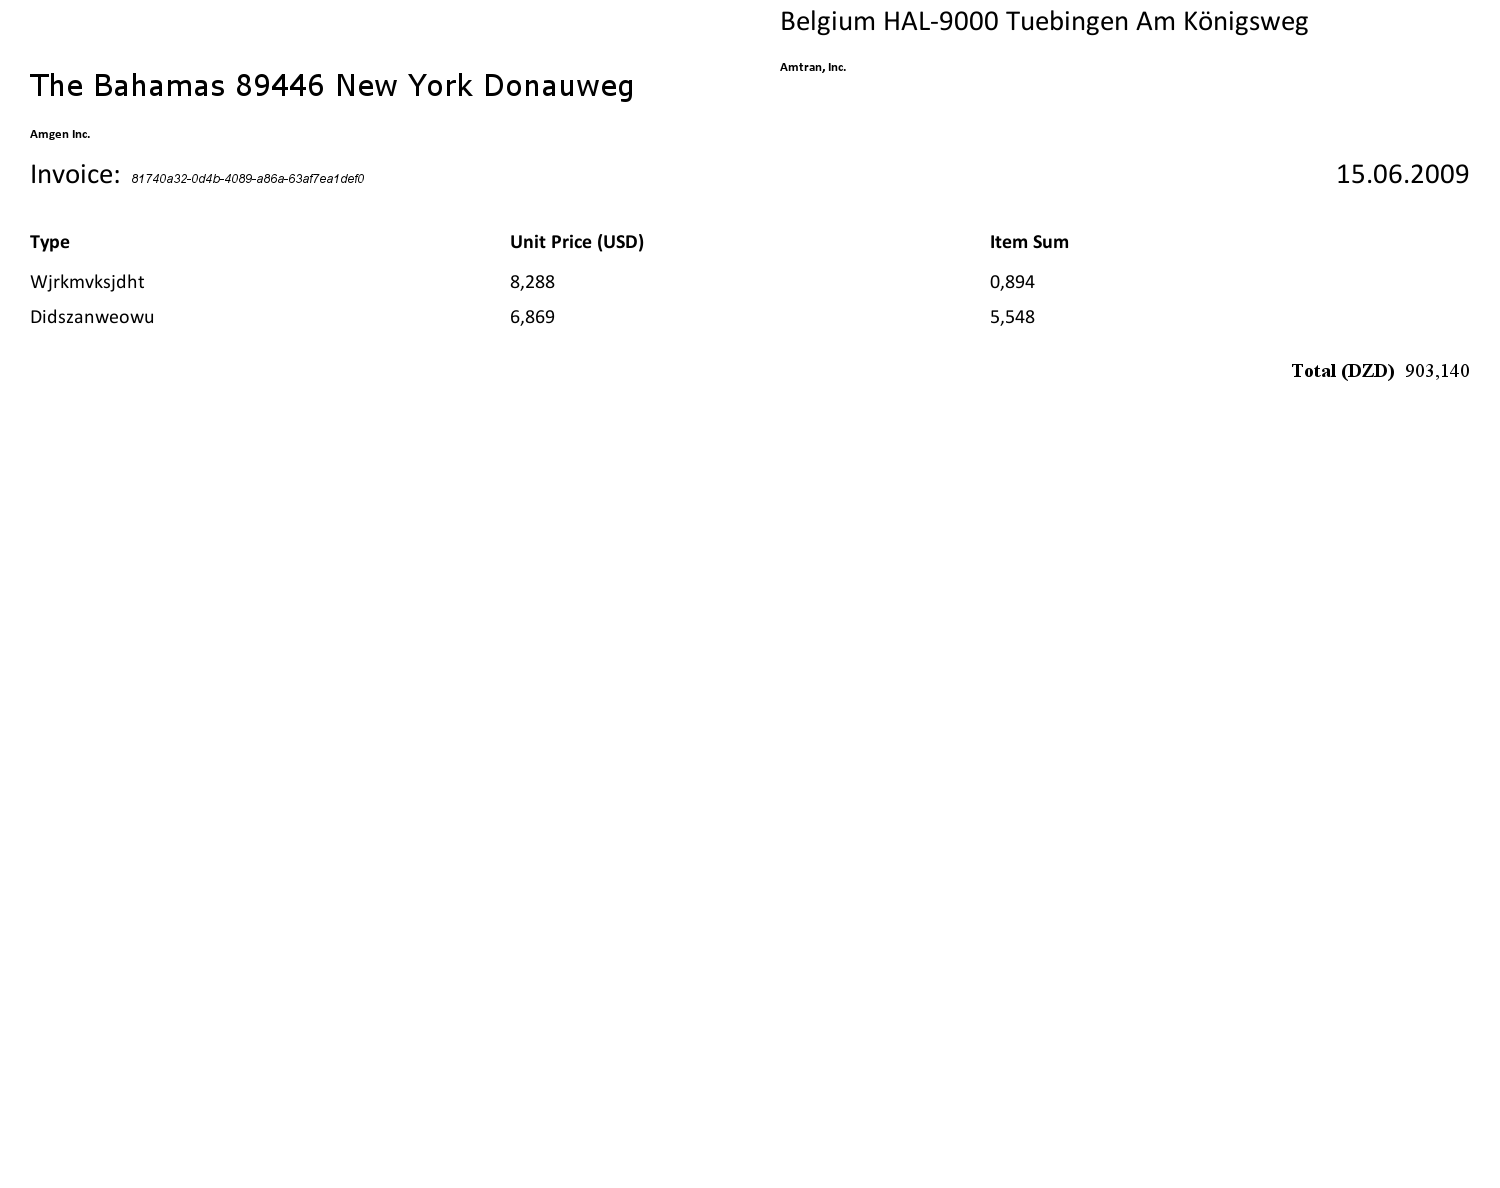 Belgium HAL-9000 Tuebingen Am Königsweg
Amtran, Inc.
The Bahamas 89446 New York Donauweg
Amgen Inc.
Invoice: 81740a32-0d4b-4089-a86a-63af7ea1def0 15.06.2009
Type Unit Price (USD) Item Sum
Wjrkmvksjdht 8,288 0,894
Didszanweowu 6,869 5,548
Total (DZD) 903,140